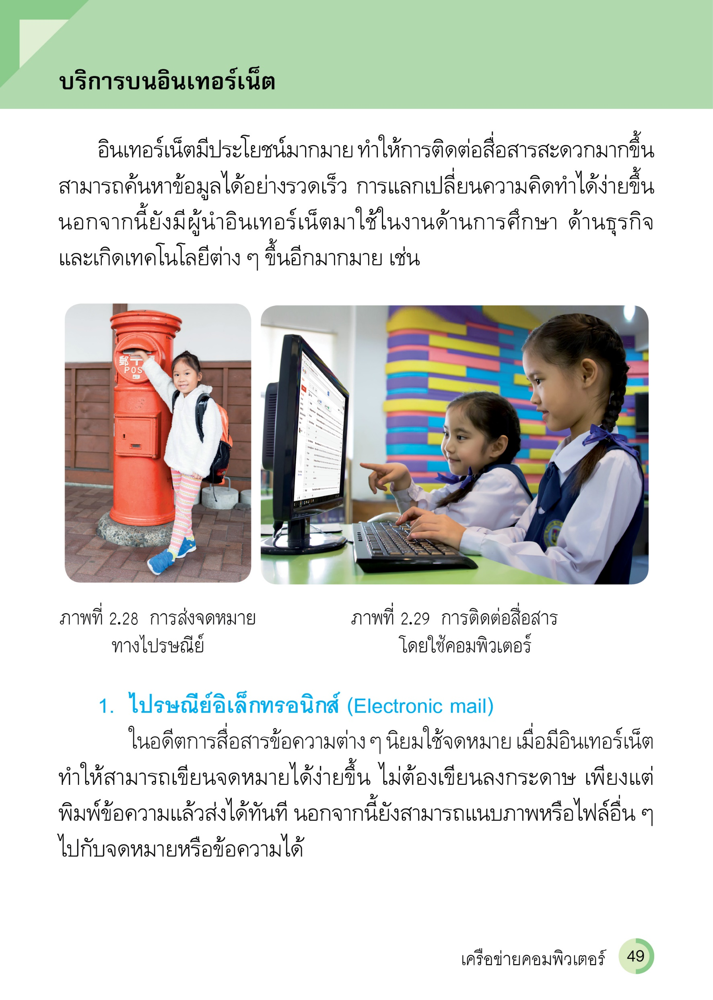 บริการบนอินเทอร์เน็ต
อินเทอร์เน็ตมีประโยชน์มากมาย ทำให้การติดต่อสื่อสารสะดวกมากขึ้น
สามารถค้นหาข้อมูลได้อย่างรวดเร็ว การแลกเปลี่ยนความคิดทำได้ง่ายขึ้น
นอกจากนี้ยังมีผู้นำอินเทอร์เน็ตมาใช้ในงานด้านการศึกษา ด้านธุรกิจ
และเกิดเทคโนโลยีต่าง ๆ ขึ้นอีกมากมาย เช่น
郵〒
POS
Google
ภาพที่ 2.28 การส่งจดหมาย
ทางไปรษณีย์
ภาพที่ 2.29 การติดต่อสื่อสาร
โดยใช้คอมพิวเตอร์
1. ไปรษณีย์อิเล็กทรอนิกส์ (Electronic mail)
ในอดีตการสื่อสารข้อความต่าง ๆ นิยมใช้จดหมาย เมื่อมีอินเทอร์เน็ต
ทำให้สามารถเขียนจดหมายได้ง่ายขึ้น ไม่ต้องเขียนลงกระดาษ เพียงแต่
พิมพ์ข้อความแล้วส่งได้ทันที นอกจากนี้ยังสามารถแนบภาพหรือไฟล์อื่น ๆ
ไปกับจดหมายหรือข้อความได้
เครือข่ายคอมพิวเตอร์ 49